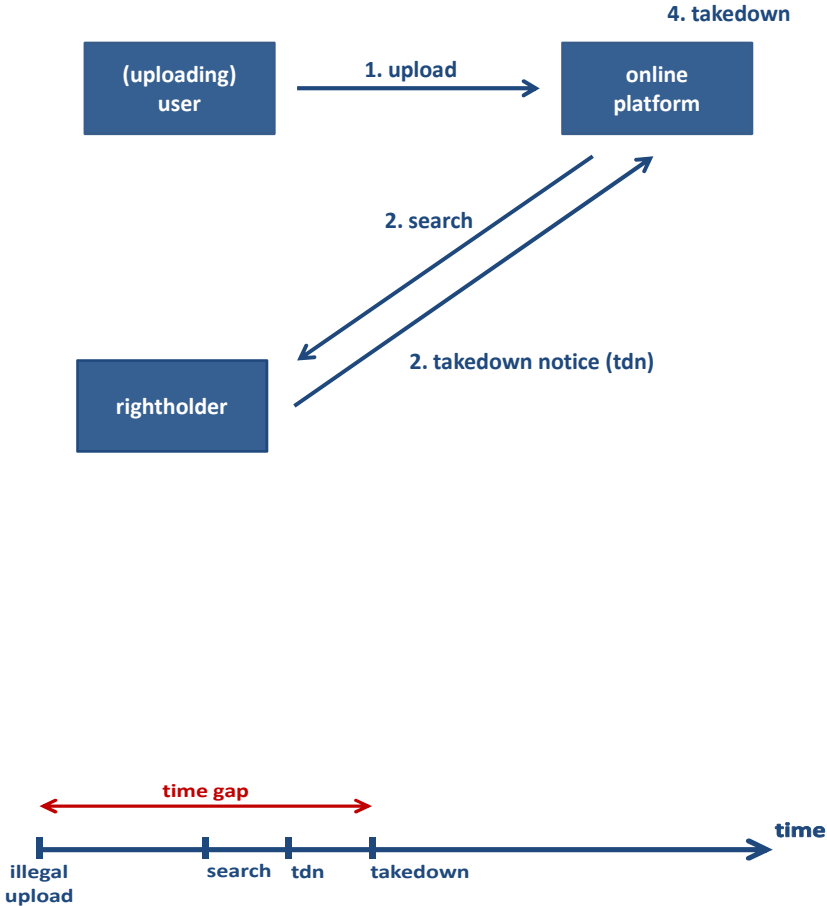 4. takedown
(uploading)
user
1. upload
online
platform
2. search
2. takedown notice (tdn)
rightholder
time gap
time
illegal
upload
search
tdn
takedown